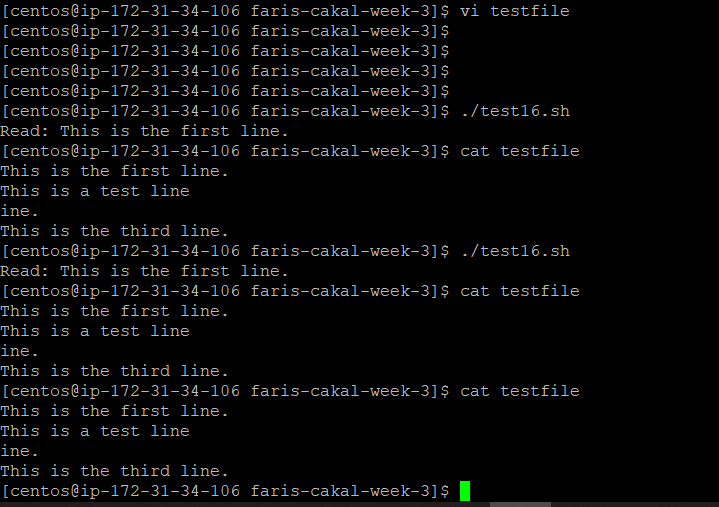 [centos@ip-172-31-34-106 faris-cakal-week-3]$ vi testfile
[centos@ip-172-31-34-106 faris-cakal-week-3]$
[centos@ip-172-31-34-106 faris-cakal-week-3]$
[centos@ip-172-31-34-106 faris-cakal-week-3]$
[centos@ip-172-31-34-106 faris-cakal-week-3]$
[centos@ip-172-31-34-106 faris-cakal-week-3]$ ./test16.sh
Read: This is the first line.
[centos@ip-172-31-34-106 faris-cakal-week-3]$ cat testfile
This is the first line.
This is a test line
ine.
This is the third line.
[centos@ip-172-31-34-106 faris-cakal-week-3]$ ./test16.sh
Read: This is the first line.
[centos@ip-172-31-34-106 faris-cakal-week-3]$ cat testfile
This is the first line.
This is a test line
ine.
This is the third line.
[centos@ip-172-31-34-106 faris-cakal-week-3]$ cat testfile
This is the first line.
This is a test line
ine.
This is the third line.
[centos@ip-172-31-34-106 faris-cakal-week-3]$